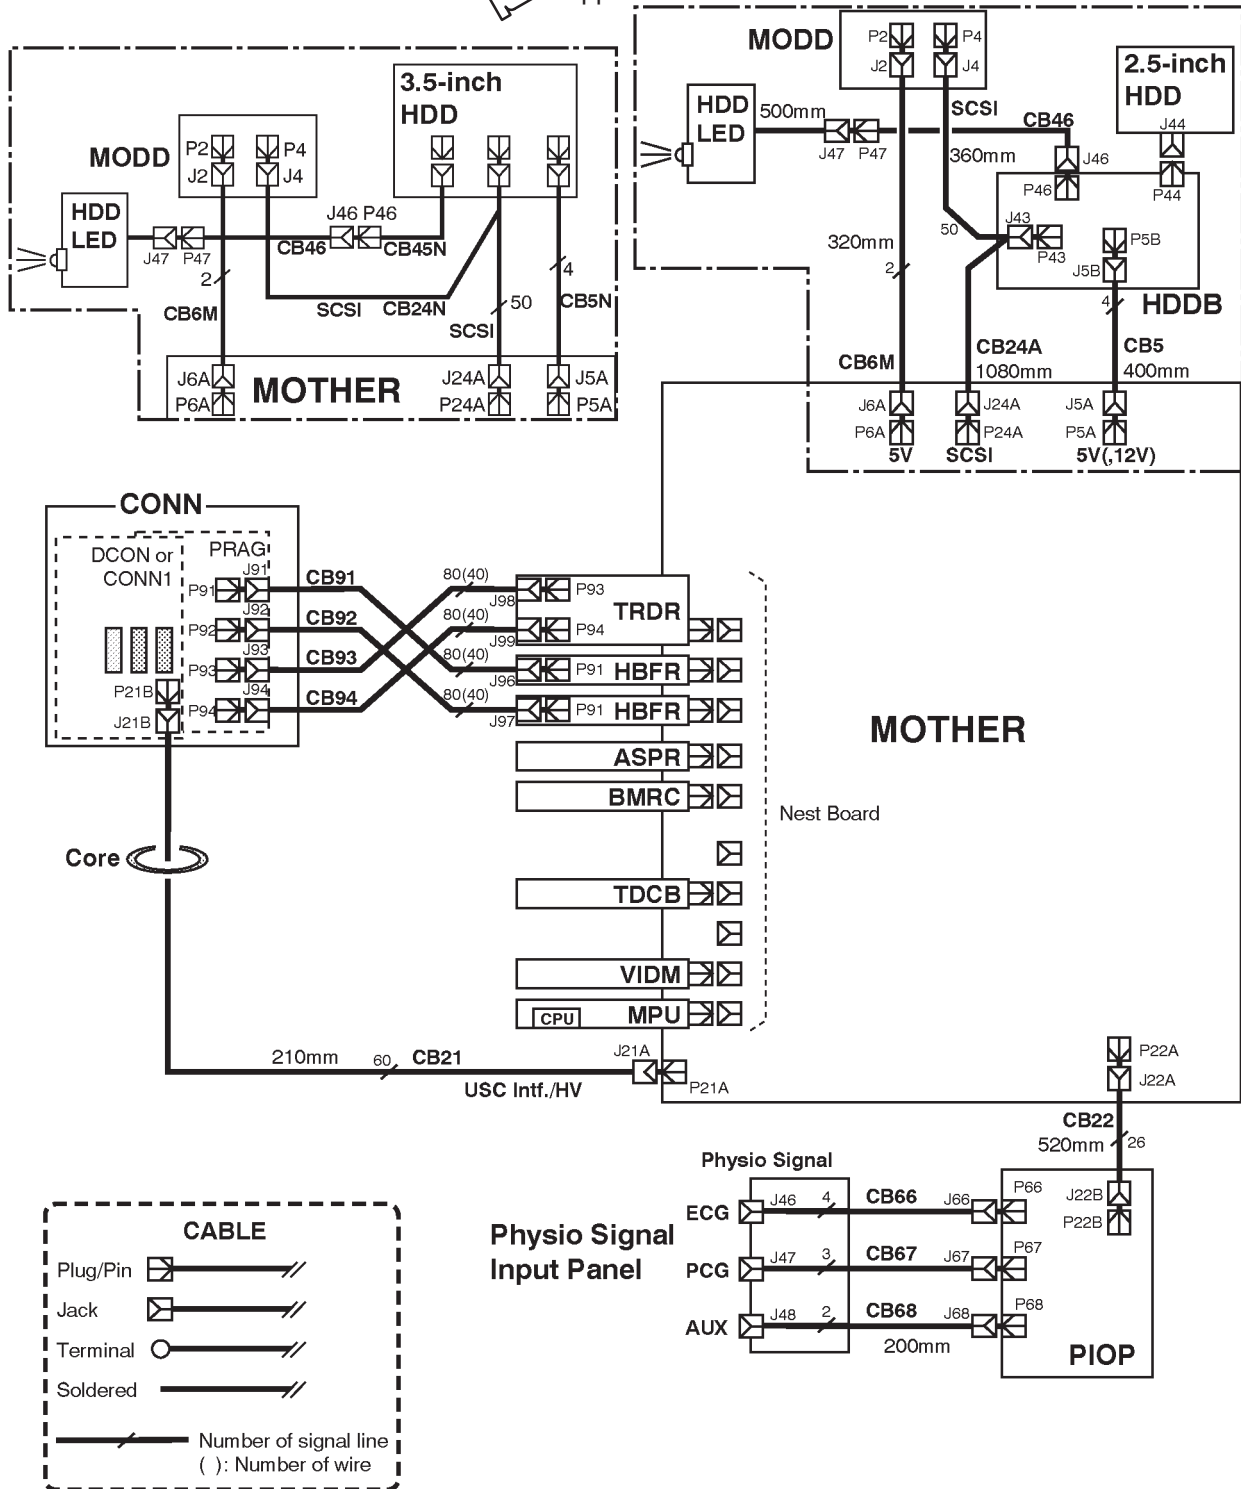 MODD
P2
P4
J2
J4
3.5-inch
HDD
HDD
LED
J47
P47
J46 P46
CB46
CB45N
2
4
CB6M
SCSI
CB24N
50
CB5N
SCSI
J6A
P6A
MOTHER
J24A
P24A
J5A
P5A
MODD
P2
P4
J2
J4
2.5-inch
HDD
HDD
LED
500mm
SCSI
CB46
J44
J47
P47
360mm
J46
P46
P44
50
J43
P43
P5B
J5B
320mm
2
4
HDDB
CB6M
CB24A
1080mm
CB5
400mm
J6A
P6A
J24A
P24A
J5A
P5A
5V
SCSI
5V(,12V)
CONN
DCON or
CONN1
PRAG
J91
P91
J92
P92
J93
P93
J94
P94
P21B
J21B
CB91
CB92
CB93
CB94
80(40)
J98
P93
TRDR
80(40)
J99
P94
80(40)
J96
P91
HBFR
80(40)
J97
P91
HBFR
ASPR
BMRC
TDCB
VIDM
CPU
MPU
Nest Board
MOTHER
Core
210mm
60
CB21
USC Intf./HV
J21A
P21A
P22A
J22A
CB22
520mm
26
Physio Signal
Physio Signal
Input Panel
ECG
J46
4
CB66
J66
P66
J22B
P22B
PCG
J47
3
CB67
J67
P67
AUX
J48
2
CB68
J68
P68
200mm
PIOP
CABLE
Plug/Pin
Jack
Terminal
Soldered
Number of signal line
( ): Number of wire